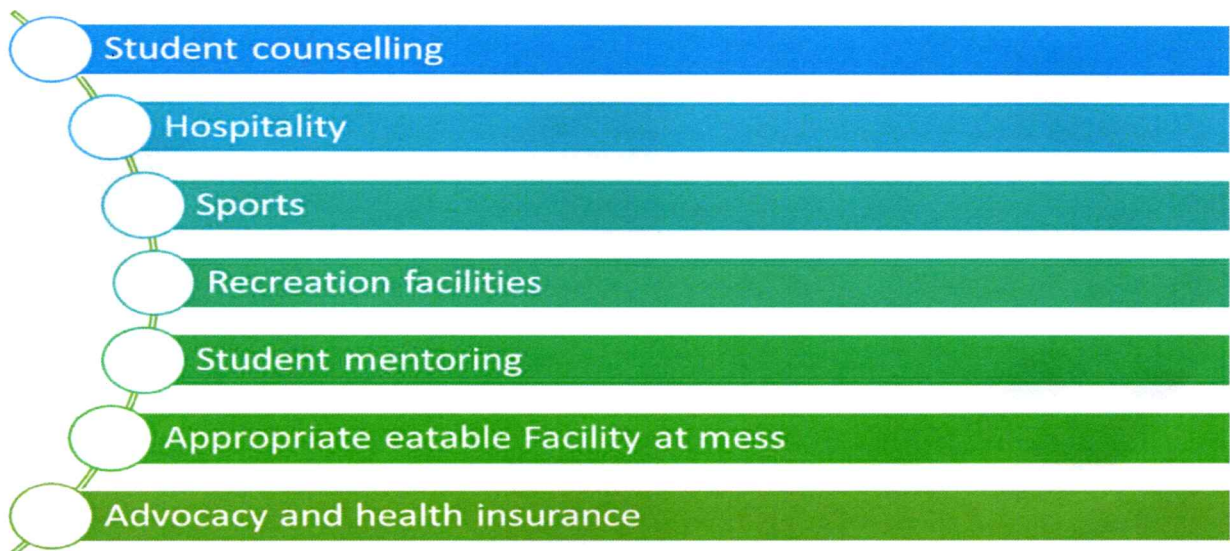 Student counselling
Hospitality
Sports
Recreation facilities
Student mentoring
Appropriate eatable Facility at mess
Advocacy and health insurance